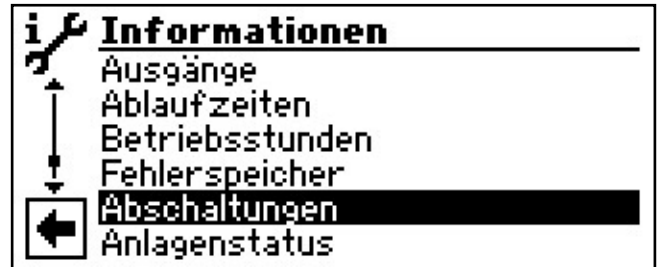 Informationen
Ausgänge
Ablaufzeiten
Betriebsstunden
Fehlerspeicher
Abschaltungen
Anlagenstatus